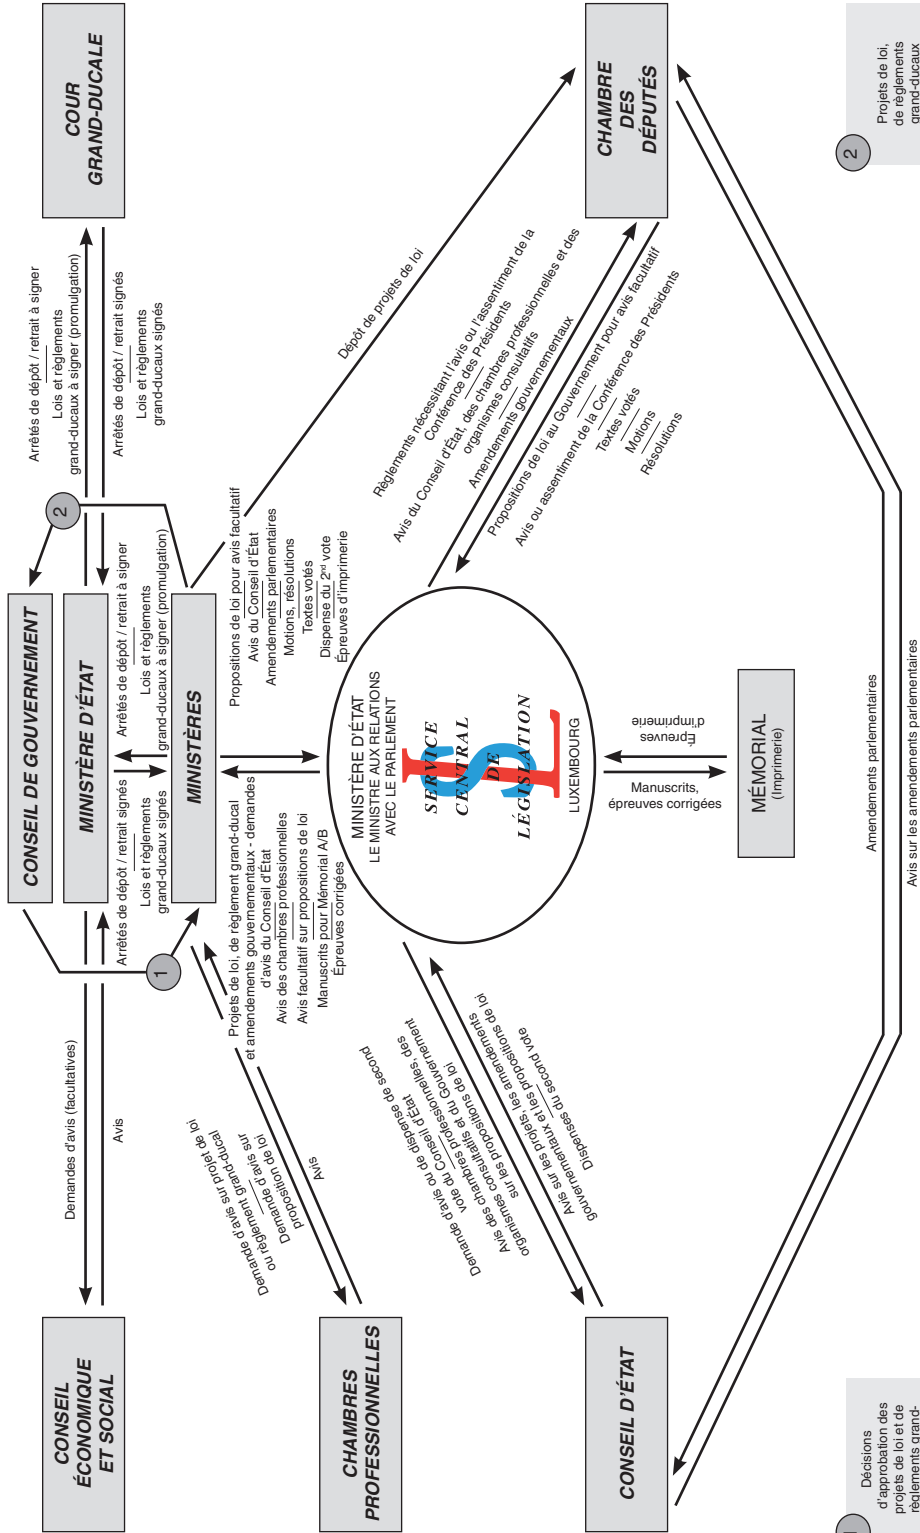 CONSEIL
ÉCONOMIQUE
ET SOCIAL
Demandes d'avis (facultatives)
Avis
CONSEIL DE GOUVERNEMENT
MINISTÈRE D'ÉTAT
Arrêtés de dépôt / retrait signés
Lois et règlements
grand-ducaux signés
Arrêtés de dépôt / retrait à signer
Lois et règlements
grand-ducaux à signer (promulgation)
MINISTÈRES
1
2
Arrêtés de dépôt / retrait à signer
Lois et règlements
grand-ducaux à signer (promulgation)
Arrêtés de dépôt / retrait signés
Lois et règlements
grand-ducaux signés
COUR
GRAND-DUCALE
CHAMBRES
PROFESSIONNELLES
Demande d'avis sur projet de loi
ou règlement grand-ducal
Demande d'avis sur
proposition de loi
Avis
Projets de loi, de règlement grand-ducal
et amendements gouvernementaux - demandes
d'avis du Conseil d'État
Avis des chambres professionnelles
Avis facultatif sur propositions de loi
Manuscrits pour Mémorial A/B
Épreuves corrigées
Propositions de loi pour avis facultatif
Avis du Conseil d'État
Amendements parlementaires
Motions, résolutions
Textes votés
Dispense du 2nd vote
Épreuves d'imprimerie
Dépôt de projets de loi
MINISTÈRE D'ÉTAT
LE MINISTRE AUX RELATIONS
AVEC LE PARLEMENT
SERVICE
CENTRAL
DE
LÉGISLATION
LUXEMBOURG
Règlements nécessitant l'avis ou l'assentiment de la
Conférence des Présidents
Avis du Conseil d'État, des chambres professionnelles et des
organismes consultatifs
Amendements gouvernementaux
Propositions de loi au Gouvernement pour avis facultatif
Avis ou assentiment de la Conférence des Présidents
Textes votés
Motions
Résolutions
CHAMBRE
DES
DÉPUTÉS
CONSEIL D'ÉTAT
Demande d'avis ou de dispense de second
vote du Conseil d'État
Avis des chambres professionnelles, des
organismes consultatifs et du Gouvernement
sur les propositions de loi
Avis sur les projets, les amendements
gouvernementaux et les propositions de loi
Dispenses du second vote
Manuscrits,
épreuves corrigées
Épreuves
d'imprimerie
MÉMORIAL
(Imprimerie)
Amendements parlementaires
Avis sur les amendements parlementaires
Décisions
d'approbation des
projets de loi et de
règlements grand-
2
Projets de loi,
de règlements
grand-ducaux